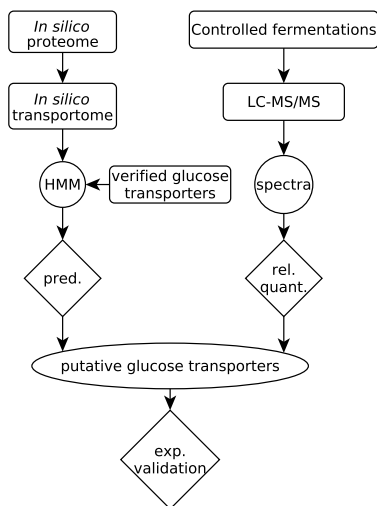 In silico
proteome
Controlled fermentations
In silico
transportome
LC-MS/MS
HMM
verified glucose
transporters
spectra
pred.
rel.
quant.
putative glucose transporters
exp.
validation